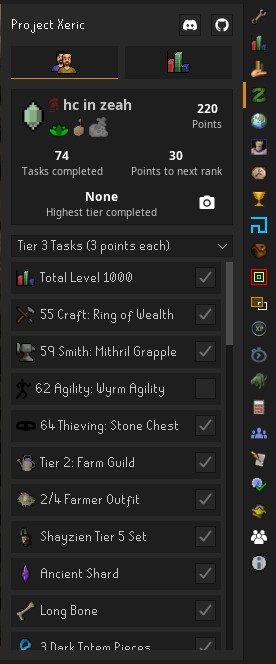 Project Xeric
hc in zeah
220
Points
74
Tasks completed
30
Points to next rank
None
Highest tier completed
Tier 3 Tasks (3 points each)
Total Level 1000
55 Craft: Ring of Wealth
59 Smith: Mithril Grapple
62 Agility: Wyrm Agility
64 Thieving: Stone Chest
Tier 2: Farm Guild
2/4 Farmer Outfit
Shayzien Tier 5 Set
Ancient Shard
Long Bone
3 Dark Totem Pieces